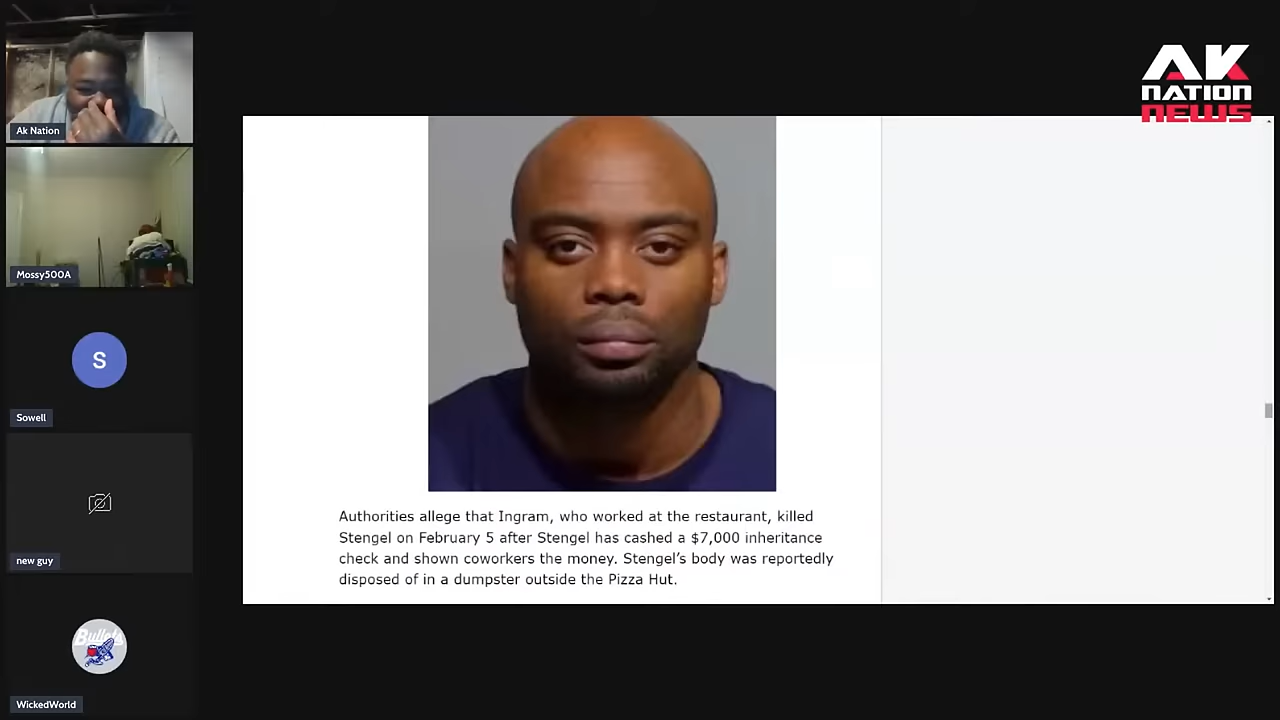 Ak Nation
Mossy500A
S
Sowell
new guy
Bullets
WickedWorld
AK
NATION
NEWS
Authorities allege that Ingram, who worked at the restaurant, killed
Stengel on February 5 after Stengel has cashed a $7,000 inheritance
check and shown coworkers the money. Stengel’s body was reportedly
disposed of in a dumpster outside the Pizza Hut.